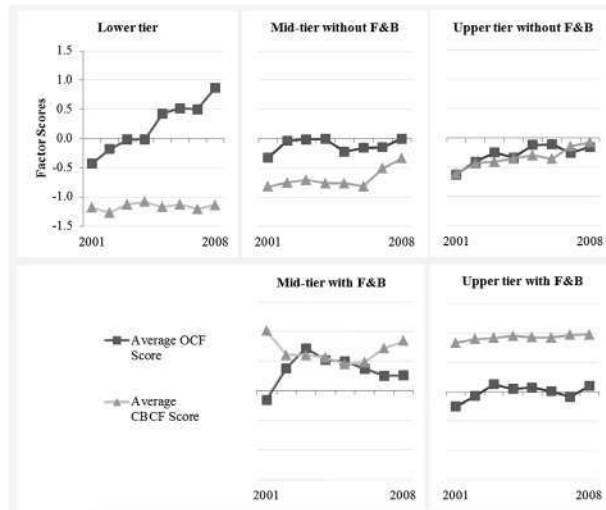 Lower tier
Mid-tier without F&B
Upper tier without F&B
Factor Scores
1.5
1.0
0.5
0.0
-0.5
-1.0
-1.5
2001
2008
2001
2008
2001
2008
Mid-tier with F&B
Upper tier with F&B
Average OCF
Score
Average
CBCF Score
2001
2008
2001
2008